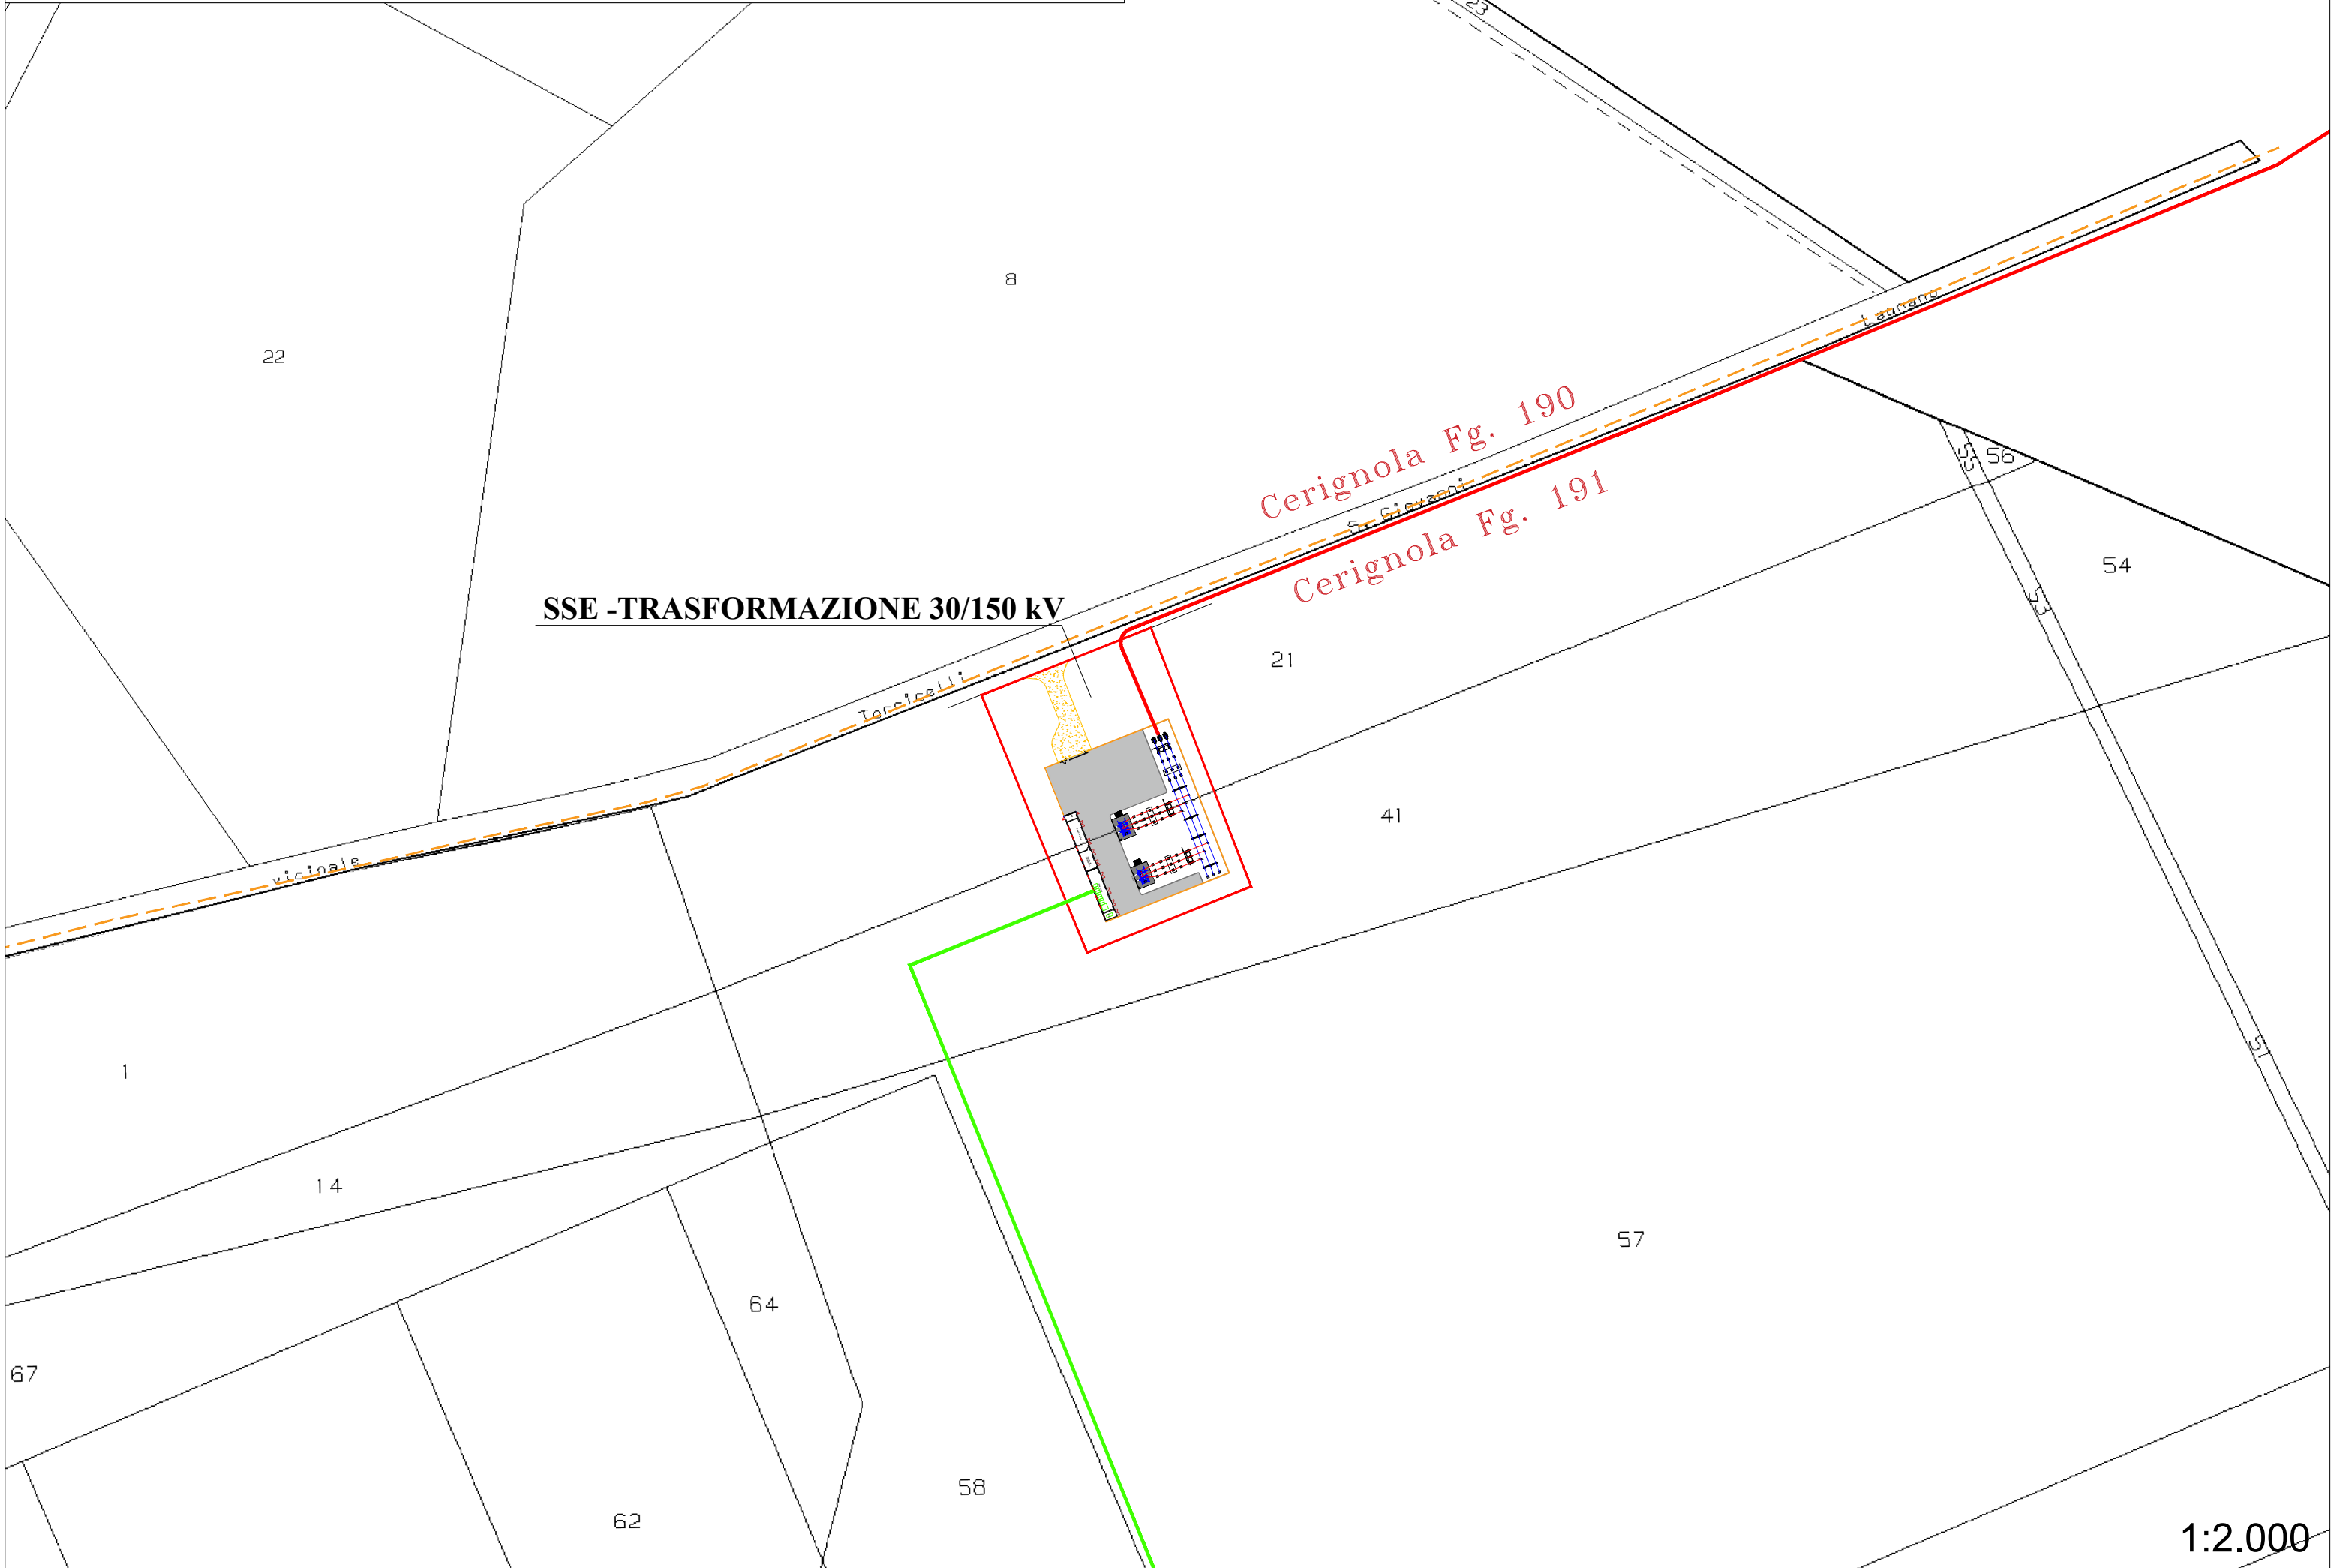 23
8
22
Lagnano
Cerignola Fg. 190
S. Giovanni
Cerignola Fg. 191
55
56
54
53
SSE -TRASFORMAZIONE 30/150 kV
21
Torricelli
41
vicinale
51
1
14
57
64
67
58
62
1:2.000